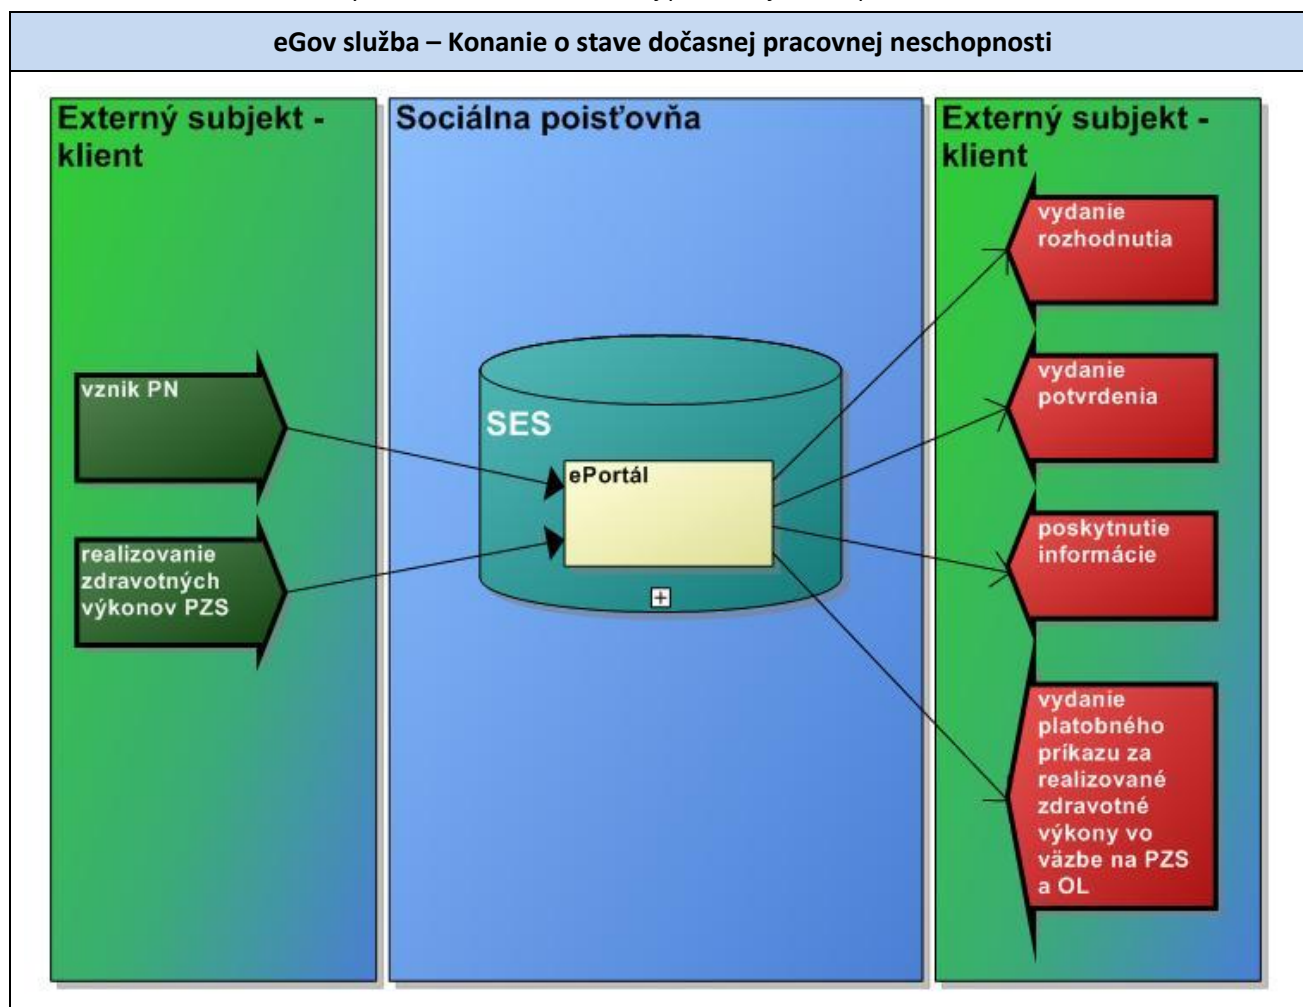 eGov služba – Konanie o stave dočasnej pracovnej neschopnosti
Externý subjekt -
klient
vznik PN
realizovanie
zdravotných
výkonov PZS
Sociálna poisťovňa
SES
ePortál
Externý subjekt -
klient
vydanie
rozhodnutia
vydanie
potvrdenia
poskytnutie
informácie
vydanie
platobného
príkazu za
realizované
zdravotné
výkony vo
väzbe na PZS
a OL